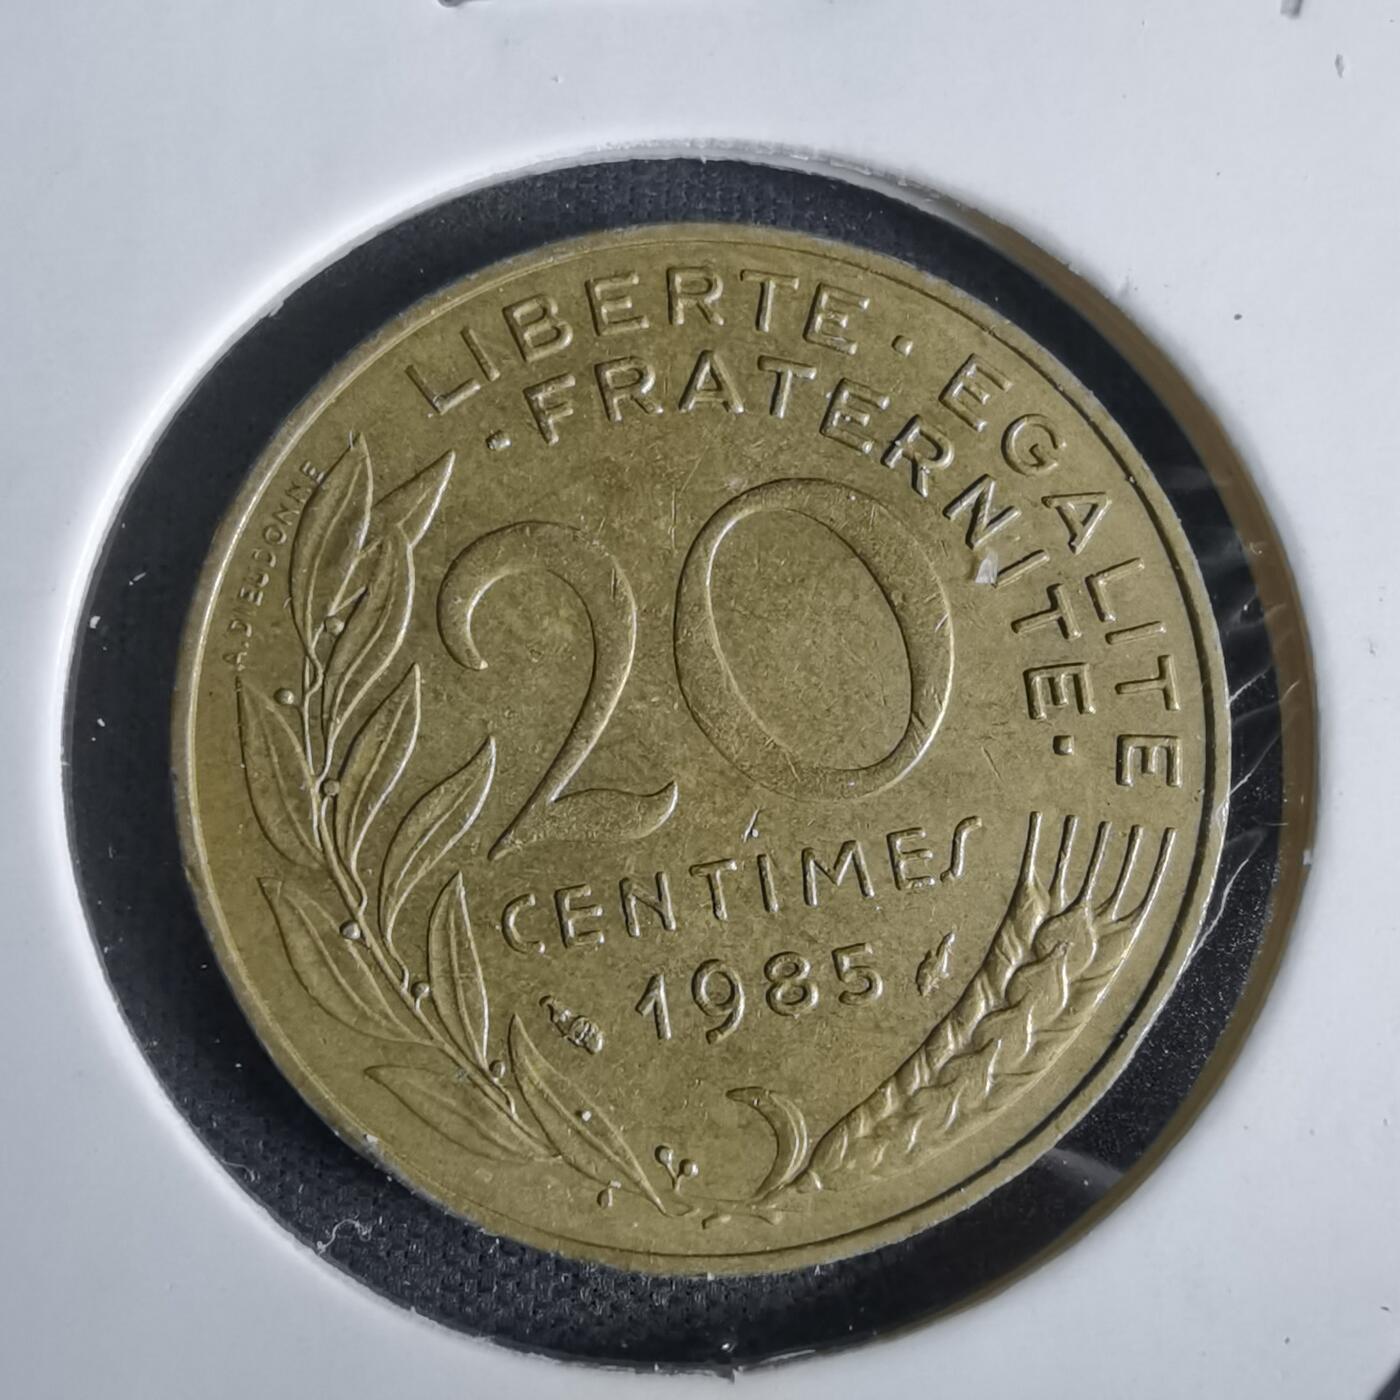 LIBERTE · EGALITE
· FRATERNITE ·
A.DIEUDONNE
20
CENTIMES
1985